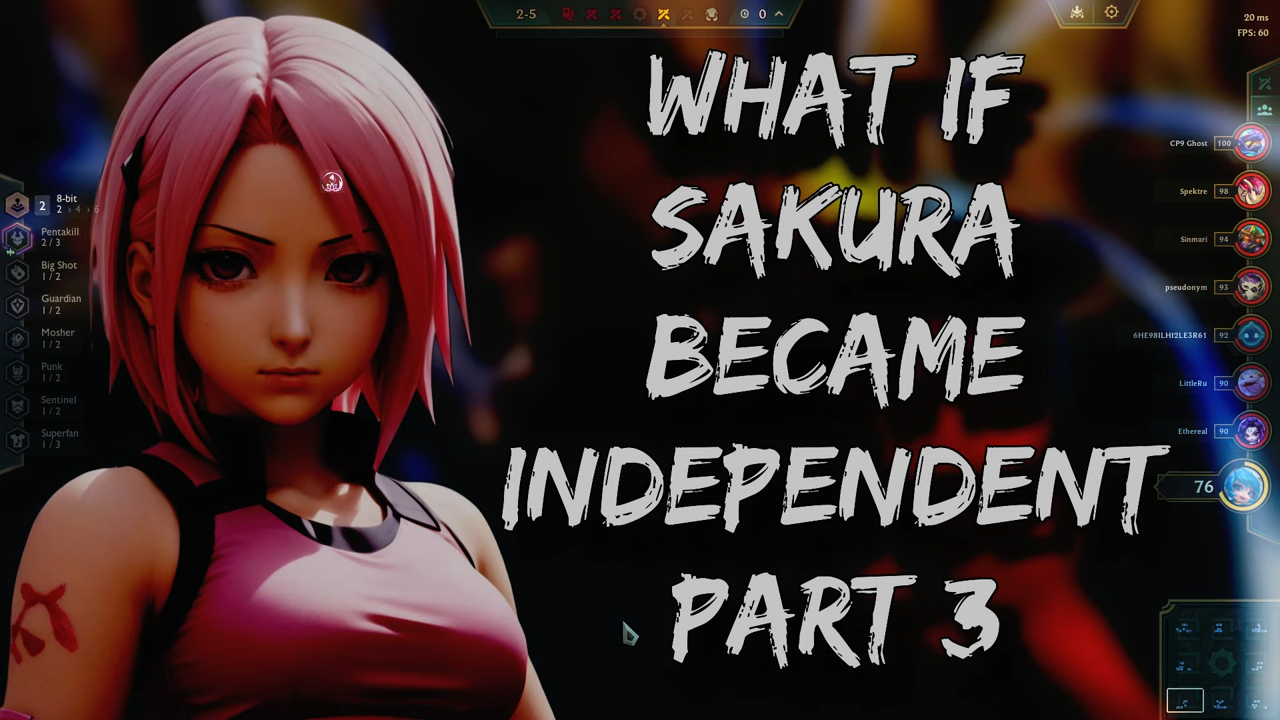 2-5
0
20 ms
FPS: 60
WHAT IF
SAKURA
BECAME
INDEPENDENT
PART 3
2
8-bit
2 › 4 › 6
Pentakill
2 / 3
Big Shot
1 / 2
Guardian
1 / 2
Mosher
1 / 2
Punk
1 / 2
Sentinel
1 / 2
Superfan
1 / 3
CP9 Ghost 100
Spektre 98
Sinmari 94
pseudonym 93
6HE98ILHI2LE3R61 92
LittleRu 90
Ethereal 90
76